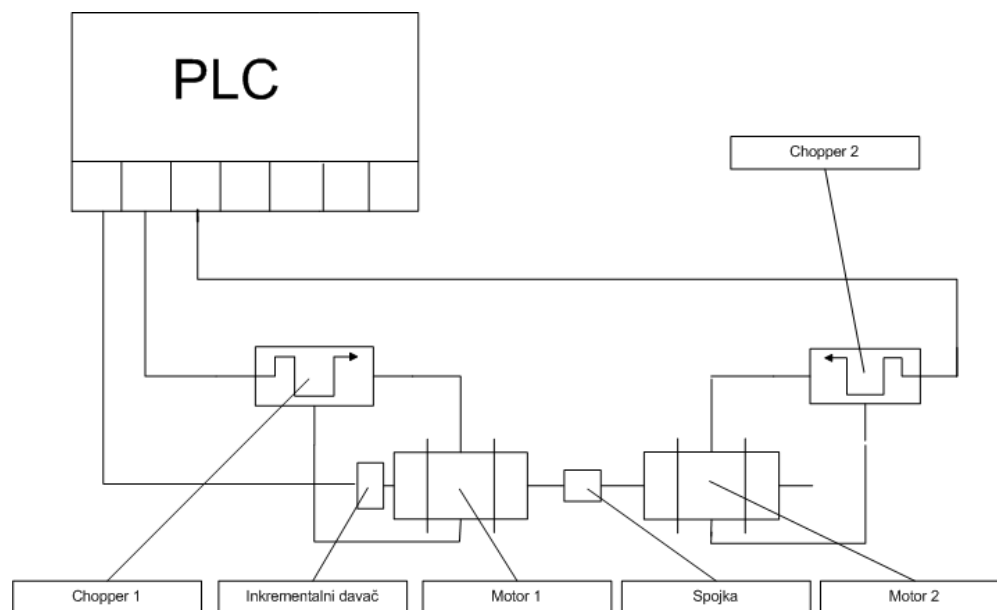 PLC
Chopper 2
Chopper 1
Inkrementalni davač
Motor 1
Spojka
Motor 2